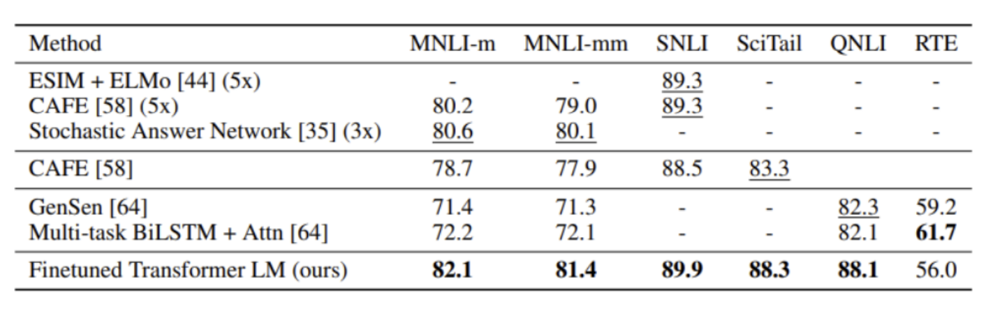 Method MNLI-m MNLI-mm SNLI SciTail QNLI RTE
ESIM + ELMo [44] (5x) - - 89.3 - - -
CAFE [58] (5x) 80.2 79.0 89.3 - - -
Stochastic Answer Network [35] (3x) 80.6 80.1 - - - -
CAFE [58] 78.7 77.9 88.5 83.3
GenSen [64] 71.4 71.3 - - 82.3 59.2
Multi-task BiLSTM + Attn [64] 72.2 72.1 - - 82.1 61.7
Finetuned Transformer LM (ours) 82.1 81.4 89.9 88.3 88.1 56.0